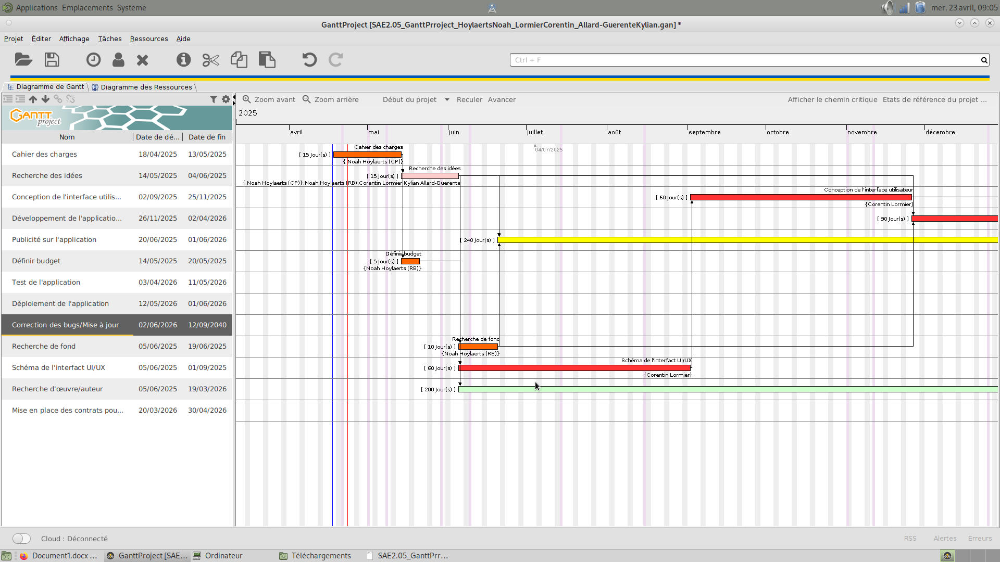 Applications Emplacements Système
mer. 23 avril, 09:05
GanttProject [SAE2.05_GanttPrroject_HoylaertsNoah_LormierCorentin_Allard-GuerenteKylian.gan] *
Projet Éditer Affichage Tâches Ressources Aide
Ctrl + F
Diagramme de Gantt Diagramme des Ressources
Zoom avant Zoom arrière Début du projet Reculer Avancer Afficher le chemin critique Etats de référence du projet ...
GANTT project
2025
avril mai juin juillet août septembre octobre novembre décembre
Nom Date de dé... Date de fin
Cahier des charges 18/04/2025 13/05/2025
Recherche des idées 14/05/2025 04/06/2025
Conception de l'interface utilis... 02/09/2025 25/11/2025
Développement de l'applicatio... 26/11/2025 02/04/2026
Publicité sur l'application 20/06/2025 01/06/2026
Définir budget 14/05/2025 20/05/2025
Test de l'application 03/04/2026 11/05/2026
Déploiement de l'application 12/05/2026 01/06/2026
Correction des bugs/Mise à jour 02/06/2026 12/09/2040
Recherche de fond 05/06/2025 19/06/2025
Schéma de l'interfact UI/UX 05/06/2025 01/09/2025
Recherche d'œuvre/auteur 05/06/2025 19/03/2026
Mise en place des contrats pou... 20/03/2026 30/04/2026
Cahier des charges
04/07/2025
[ 15 Jour(s) ]
{ Noah Hoylaerts (CP)}
Recherche des idées
[ 15 Jour(s) ]
{ Noah Hoylaerts (CP)},Noah Hoylaerts (RB),Corentin Lormier Kylian Allard-Guerente
Conception de l'interface utilisateur
[ 60 Jour(s) ]
{Corentin Lormier}
[ 90 Jour(s) ]
[ 240 Jour(s) ]
Définir budget
[ 5 Jour(s) ]
{Noah Hoylaerts (RB)}
Recherche de fond
[ 10 Jour(s) ]
{Noah Hoylaerts (RB)}
Schéma de l'interfact UI/UX
[ 60 Jour(s) ]
{Corentin Lormier}
[ 200 Jour(s) ]
Cloud : Déconnecté
RSS Alertes Erreurs
Document1.docx ... GanttProject [SAE... Ordinateur Téléchargements SAE2.05_GanttPrr...